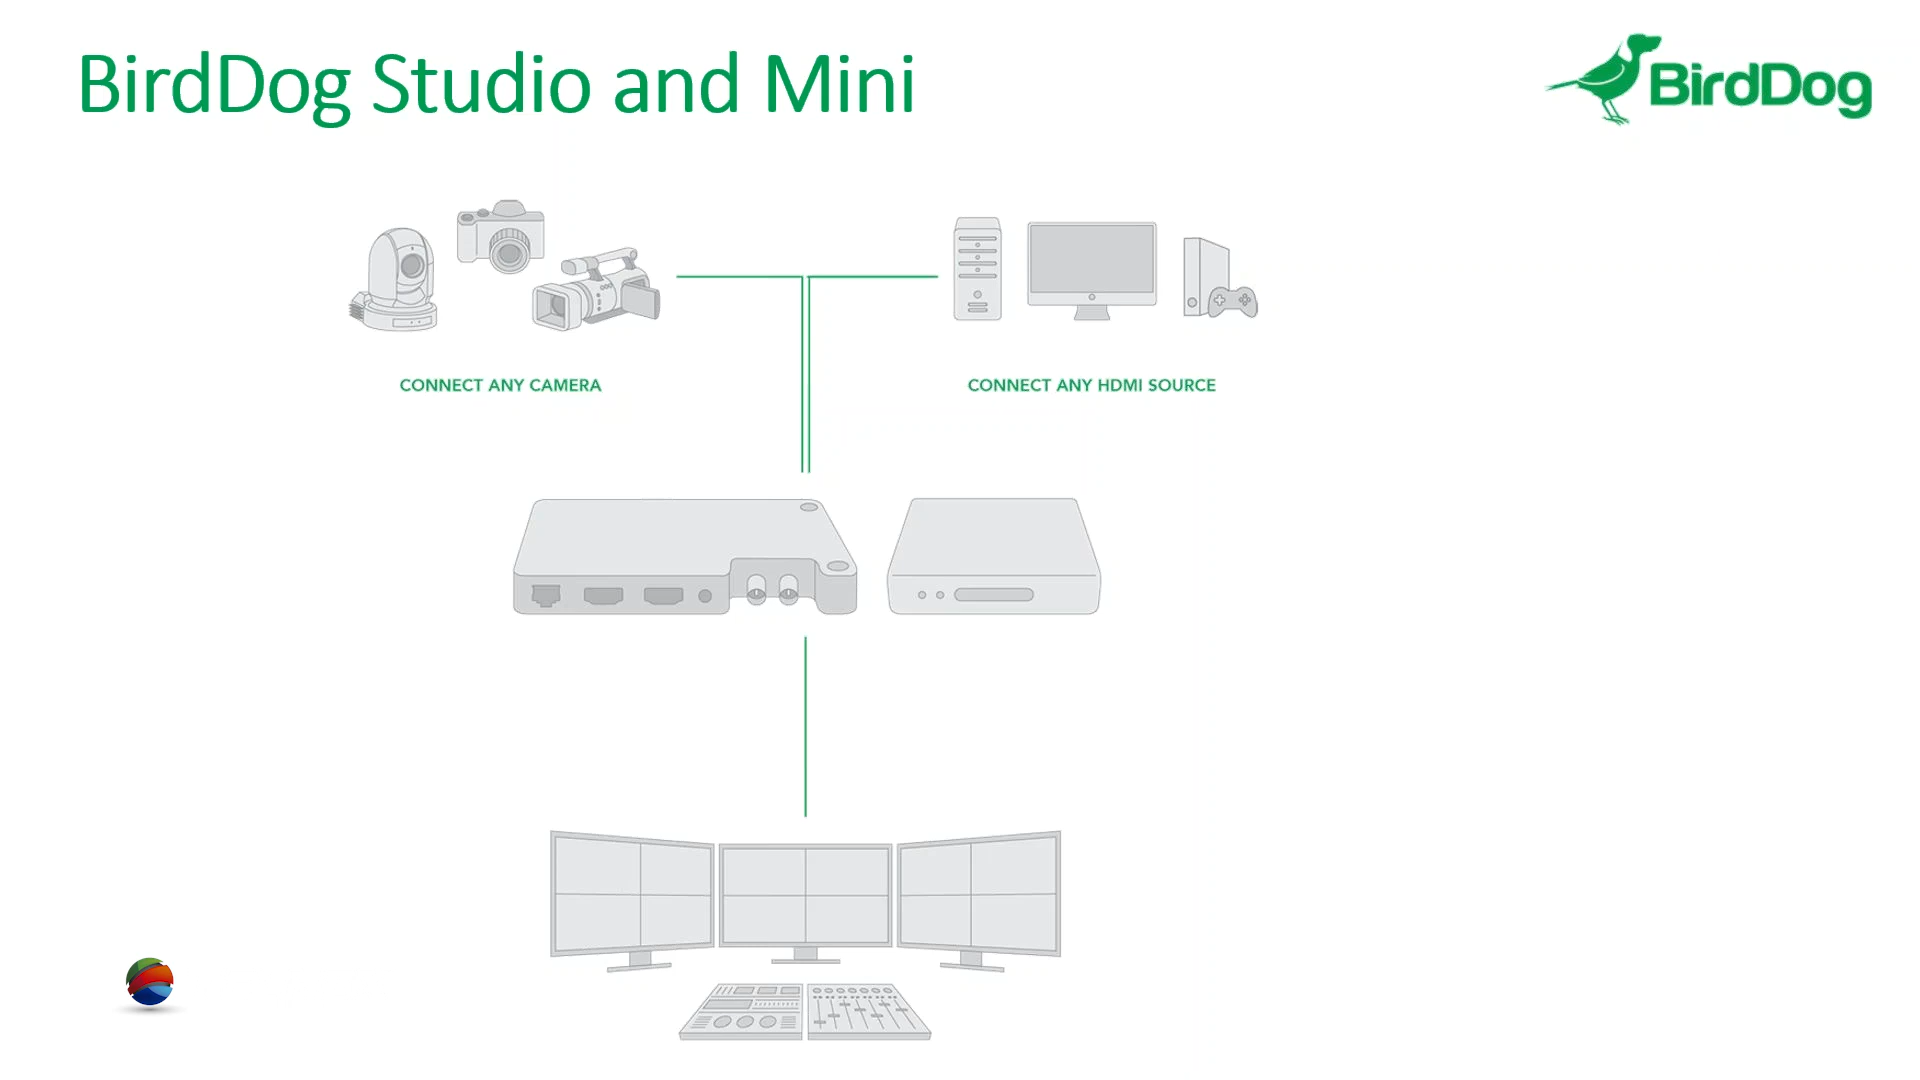 BirdDog Studio and Mini
BirdDog
CONNECT ANY CAMERA
CONNECT ANY HDMI SOURCE